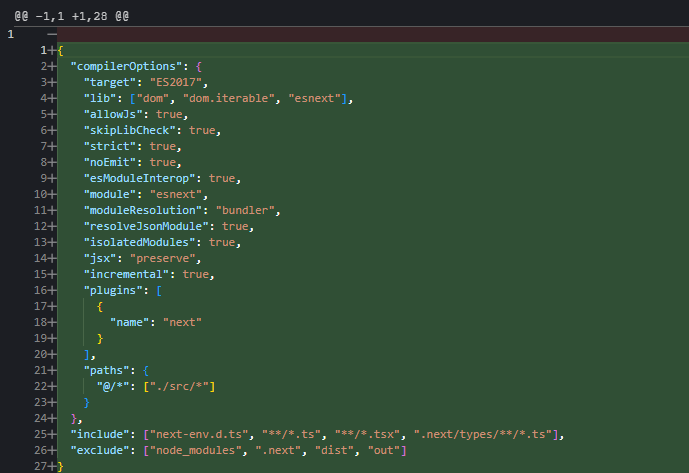 @@ -1,1 +1,28 @@
1 −
1+{
2+  "compilerOptions": {
3+    "target": "ES2017",
4+    "lib": ["dom", "dom.iterable", "esnext"],
5+    "allowJs": true,
6+    "skipLibCheck": true,
7+    "strict": true,
8+    "noEmit": true,
9+    "esModuleInterop": true,
10+    "module": "esnext",
11+    "moduleResolution": "bundler",
12+    "resolveJsonModule": true,
13+    "isolatedModules": true,
14+    "jsx": "preserve",
15+    "incremental": true,
16+    "plugins": [
17+      {
18+        "name": "next"
19+      }
20+    ],
21+    "paths": {
22+      "@/*": ["./src/*"]
23+    }
24+  },
25+  "include": ["next-env.d.ts", "**/*.ts", "**/*.tsx", ".next/types/**/*.ts"],
26+  "exclude": ["node_modules", ".next", "dist", "out"]
27+}